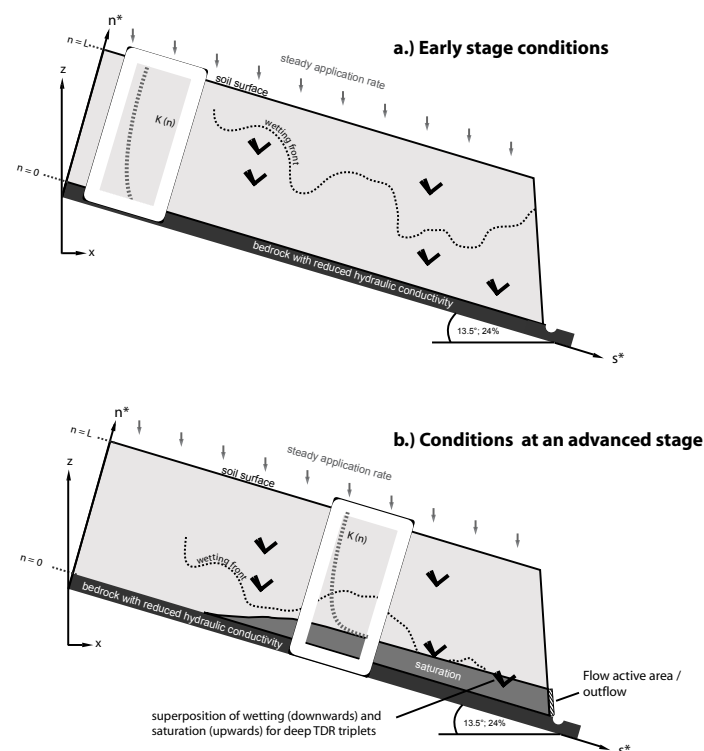 n*
a.) Early stage conditions
n = L
steady application rate
z
soil surface
wetting front
K (n)
n = 0
x
bedrock with reduced hydraulic conductivity
13.5°; 24%
s*
n*
b.) Conditions at an advanced stage
n = L
steady application rate
z
soil surface
K (n)
wetting front
n = 0
bedrock with reduced hydraulic conductivity
x
saturation
Flow active area /
outflow
superposition of wetting (downwards) and
saturation (upwards) for deep TDR triplets
13.5°; 24%
s*